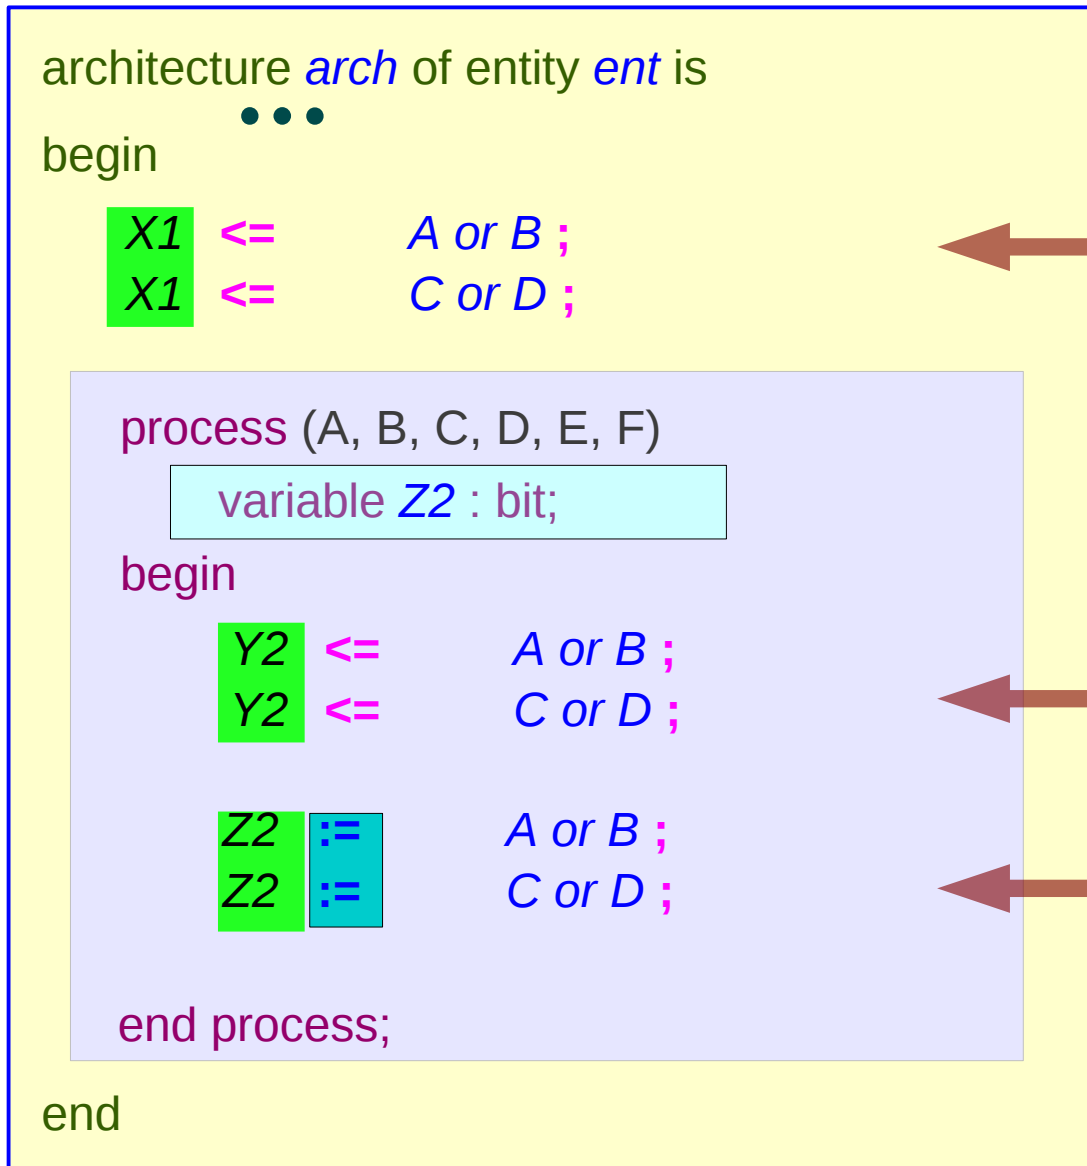 architecture arch of entity ent is
• • •
begin
X1 <= A or B ;
X1 <= C or D ;
process (A, B, C, D, E, F)
variable Z2 : bit;
begin
Y2 <= A or B ;
Y2 <= C or D ;
Z2 := A or B ;
Z2 := C or D ;
end process;
end